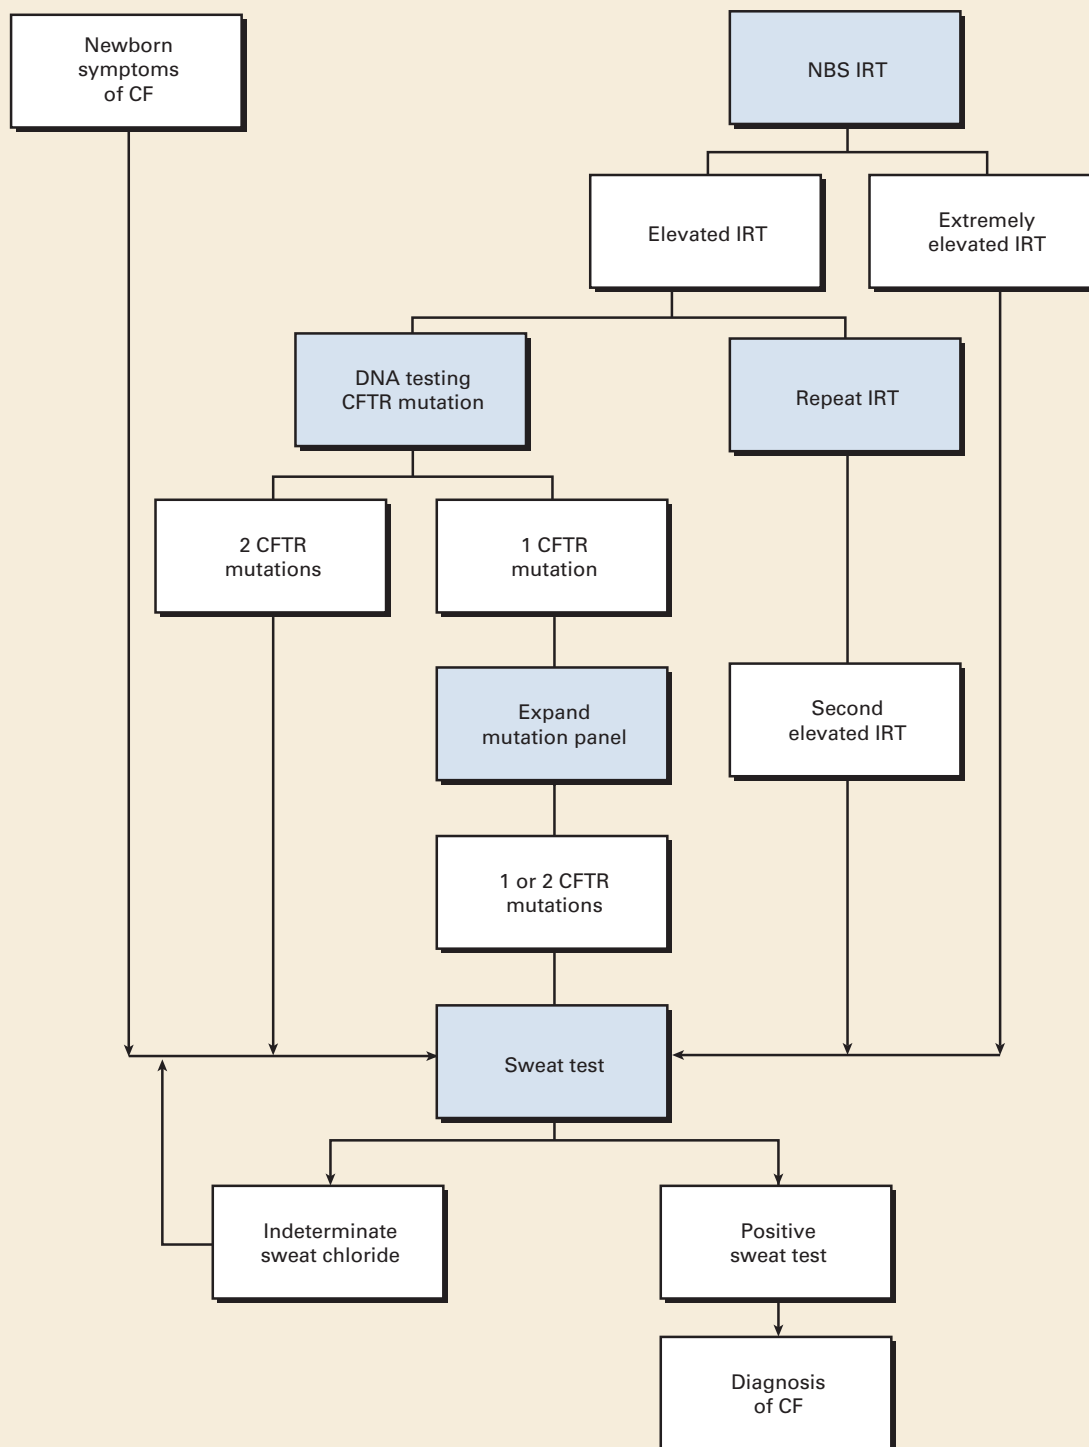 Newborn
symptoms
of CF
NBS IRT
Elevated IRT
Extremely
elevated IRT
DNA testing
CFTR mutation
Repeat IRT
2 CFTR
mutations
1 CFTR
mutation
Expand
mutation panel
Second
elevated IRT
1 or 2 CFTR
mutations
Sweat test
Indeterminate
sweat chloride
Positive
sweat test
Diagnosis
of CF